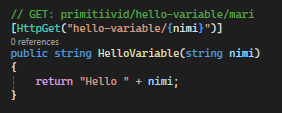 // GET: primitiivid/hello-variable/mari
[HttpGet("hello-variable/{nimi}")]
0 references
public string HelloVariable(string nimi)
{
return "Hello " + nimi;
}